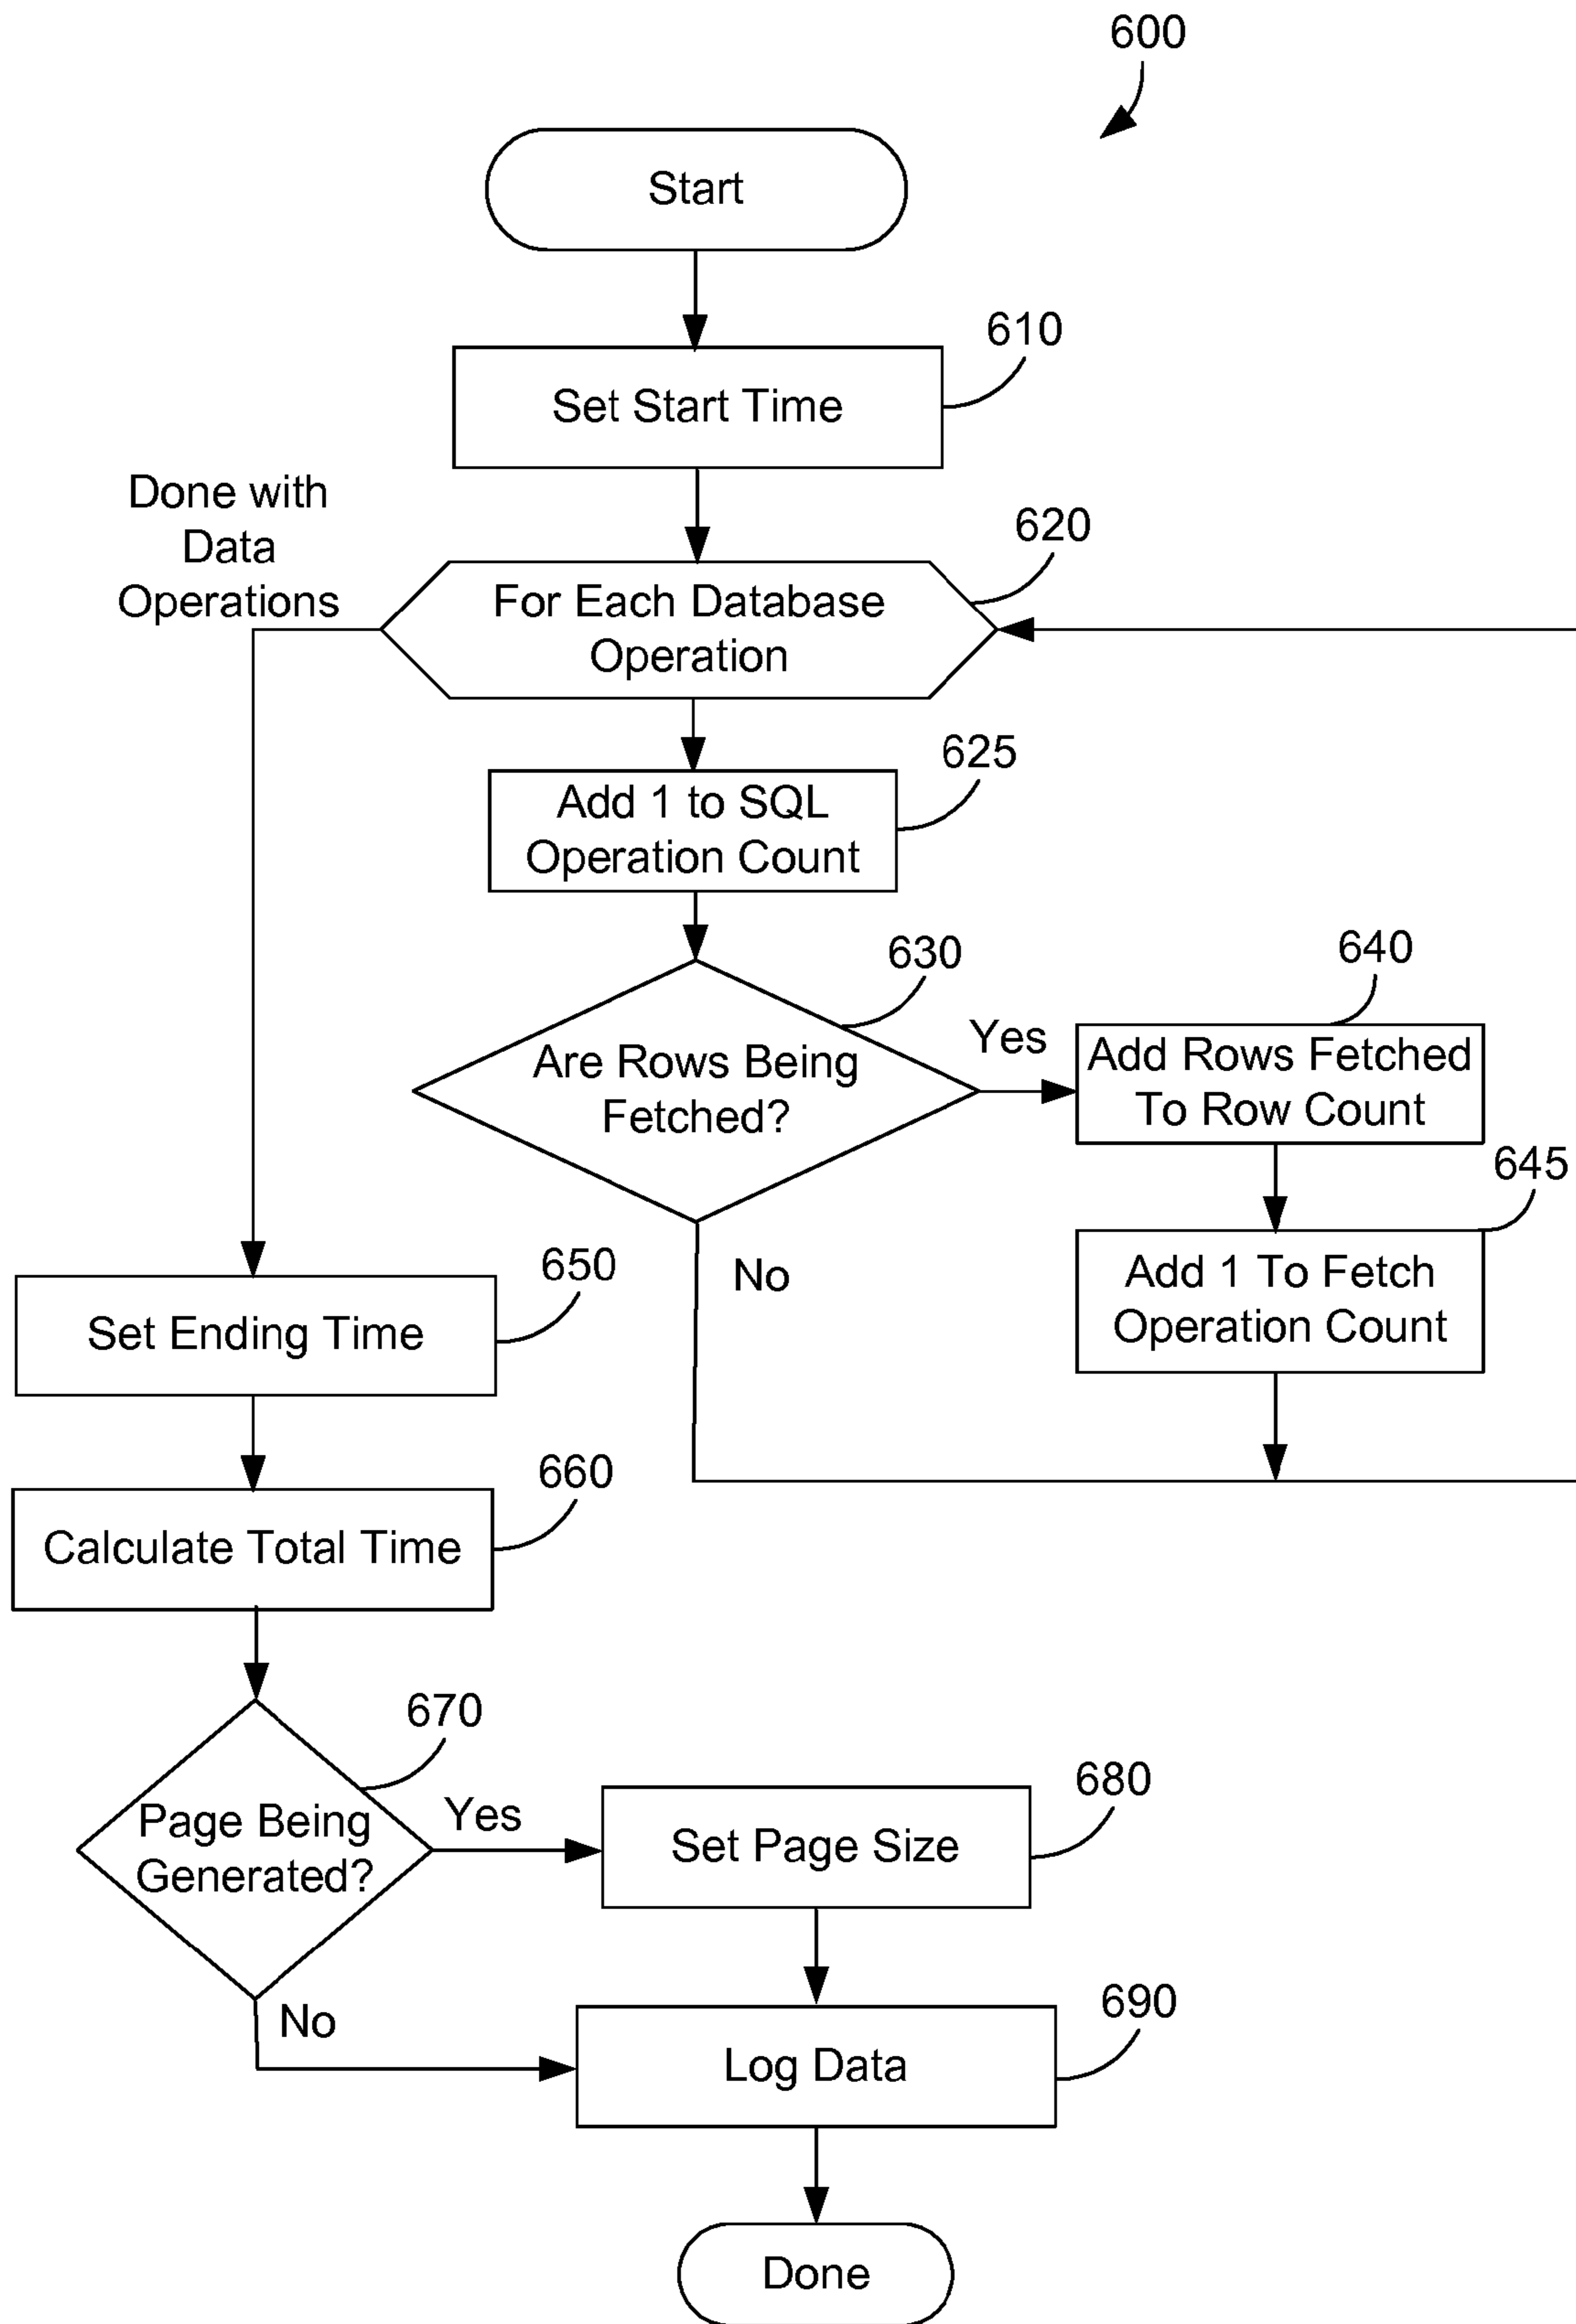 600
Start
610
Set Start Time
Done with
Data
Operations
620
For Each Database
Operation
625
Add 1 to SQL
Operation Count
630
Are Rows Being
Fetched?
Yes
640
Add Rows Fetched
To Row Count
645
Add 1 To Fetch
Operation Count
No
650
Set Ending Time
660
Calculate Total Time
670
Page Being
Generated?
Yes
680
Set Page Size
No
690
Log Data
Done